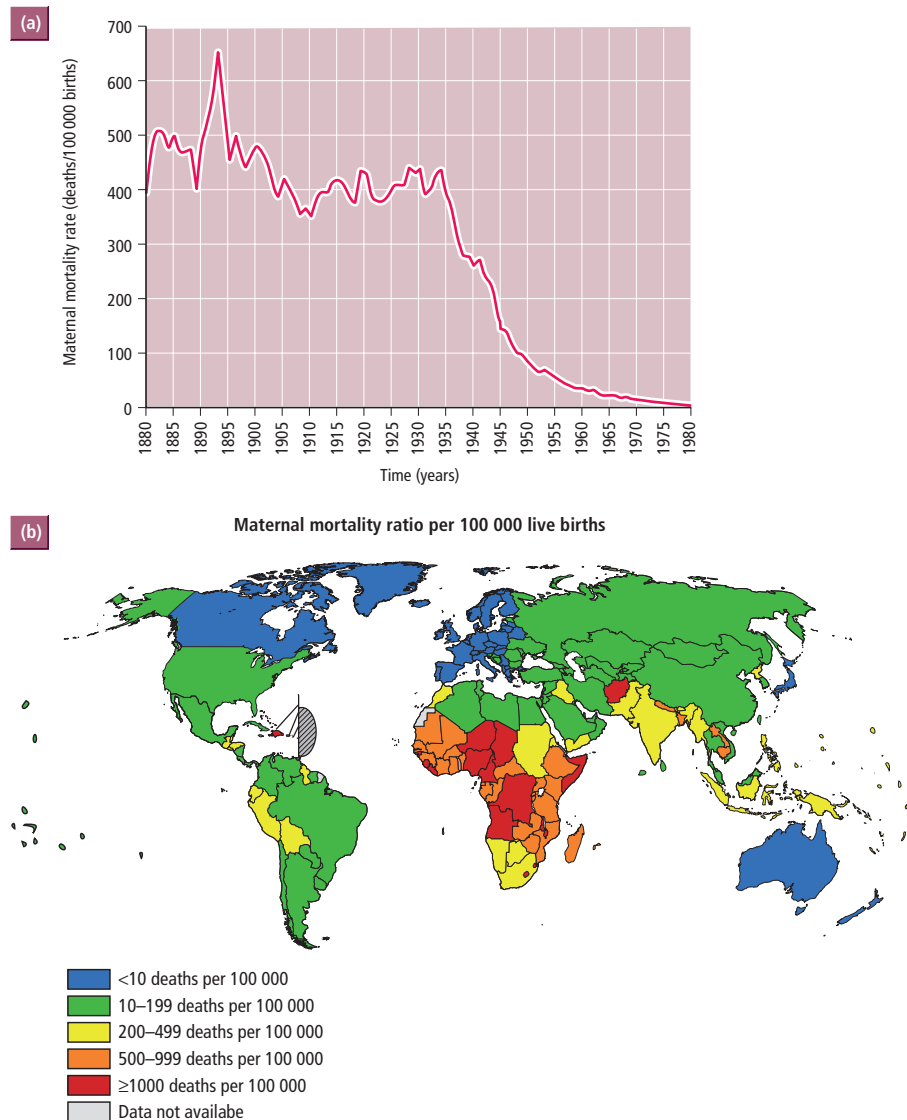 (a)
700
600
500
400
300
200
100
0
Maternal mortality rate (deaths/100 000 births)
1880 1885 1890 1895 1900 1905 1910 1915 1920 1925 1930 1935 1940 1945 1950 1955 1960 1965 1970 1975 1980
Time (years)
(b)
Maternal mortality ratio per 100 000 live births
<10 deaths per 100 000
10–199 deaths per 100 000
200–499 deaths per 100 000
500–999 deaths per 100 000
≥1000 deaths per 100 000
Data not availabe